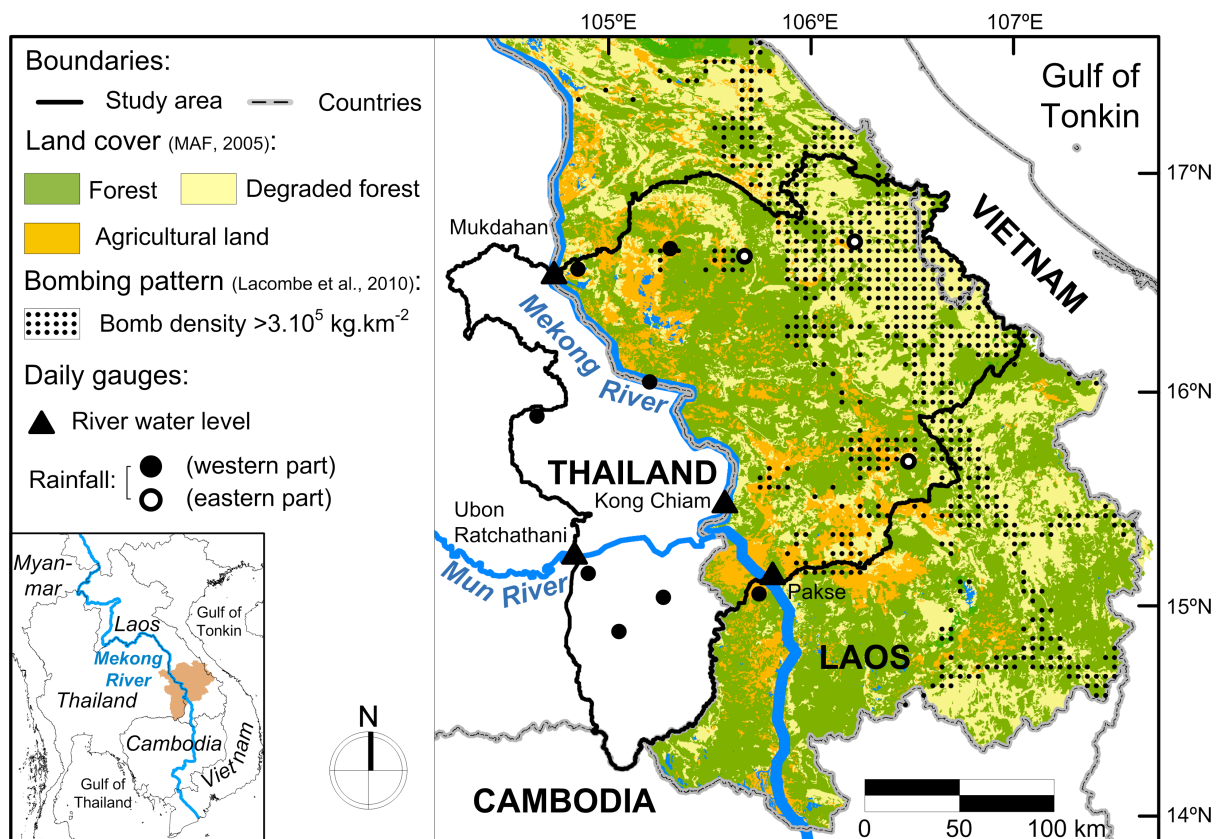 105ºE
106ºE
107ºE
Boundaries:
Study area
Countries
Land cover (MAF, 2005):
Forest
Degraded forest
Agricultural land
Bombing pattern (Lacombe et al., 2010):
Bomb density >3.10⁵ kg.km⁻²
Daily gauges:
River water level
Rainfall:
(western part)
(eastern part)
Gulf of
Tonkin
17ºN
VIETNAM
Mukdahan
Mekong River
16ºN
THAILAND
Kong Chiam
Ubon
Ratchathani
Mun River
Pakse
15ºN
LAOS
CAMBODIA
14ºN
N
0
50
100 km
Myan-
mar
Laos
Gulf of
Tonkin
Mekong
River
Thailand
Cambodia
Vietnam
Gulf of
Thailand